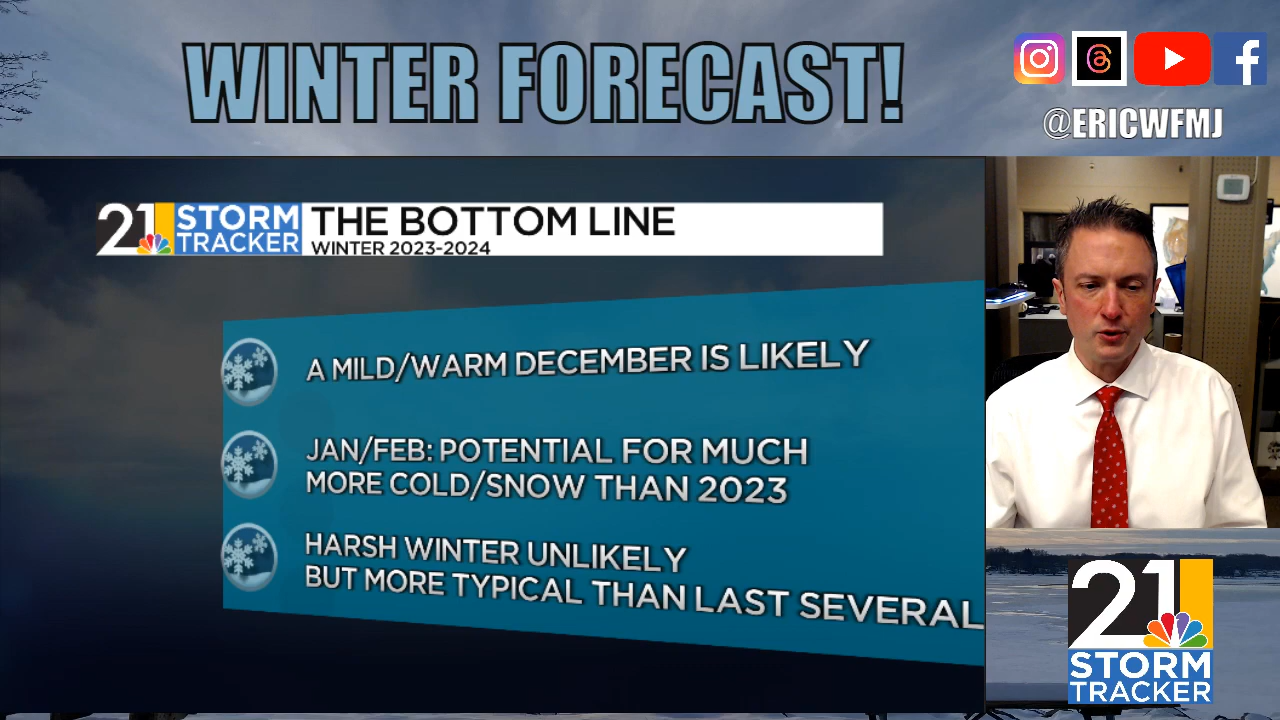 WINTER FORECAST!
@ERICWFMJ
21 STORM TRACKER
THE BOTTOM LINE
WINTER 2023-2024
A MILD/WARM DECEMBER IS LIKELY
JAN/FEB: POTENTIAL FOR MUCH
MORE COLD/SNOW THAN 2023
HARSH WINTER UNLIKELY
BUT MORE TYPICAL THAN LAST SEVERAL
21
STORM
TRACKER